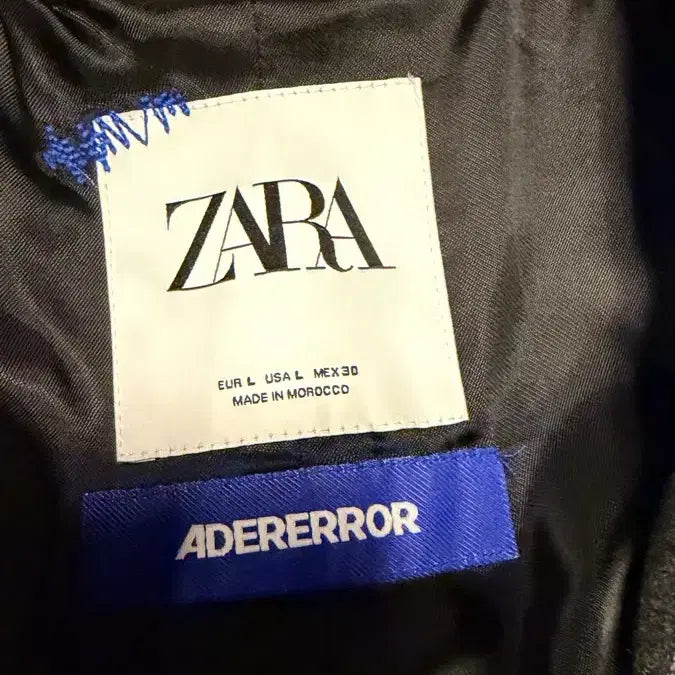 ZARA
EUR L USA L MEX 30
MADE IN MOROCCO
ADERERROR